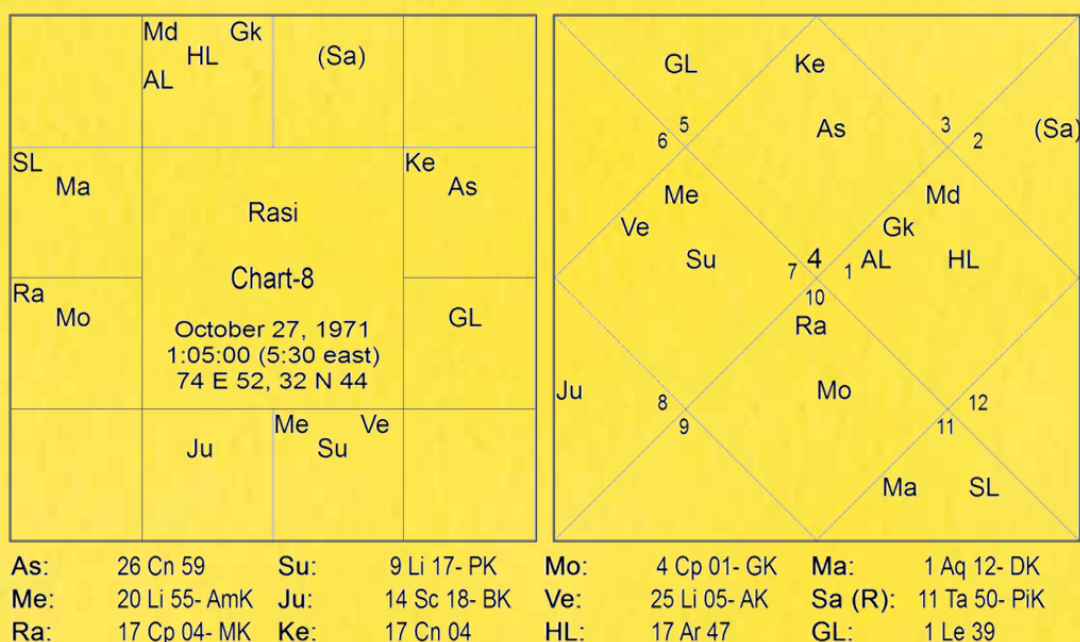 Md Gk
HL
AL
(Sa)
SL
Ma
Ke
As
Rasi
Chart-8
October 27, 1971
1:05:00 (5:30 east)
74 E 52, 32 N 44
Ra
Mo
GL
Ju
Me Ve
Su
GL Ke
As
5
6
3
2
(Sa)
Me
Ve
Su
Md
Gk
AL HL
7 4 1
10
Ra
Mo
Ju
8
9
12
11
Ma SL
As: 26 Cn 59 Su: 9 Li 17- PK Mo: 4 Cp 01- GK Ma: 1 Aq 12- DK
Me: 20 Li 55- AmK Ju: 14 Sc 18- BK Ve: 25 Li 05- AK Sa (R): 11 Ta 50- PiK
Ra: 17 Cp 04- MK Ke: 17 Cn 04 HL: 17 Ar 47 GL: 1 Le 39